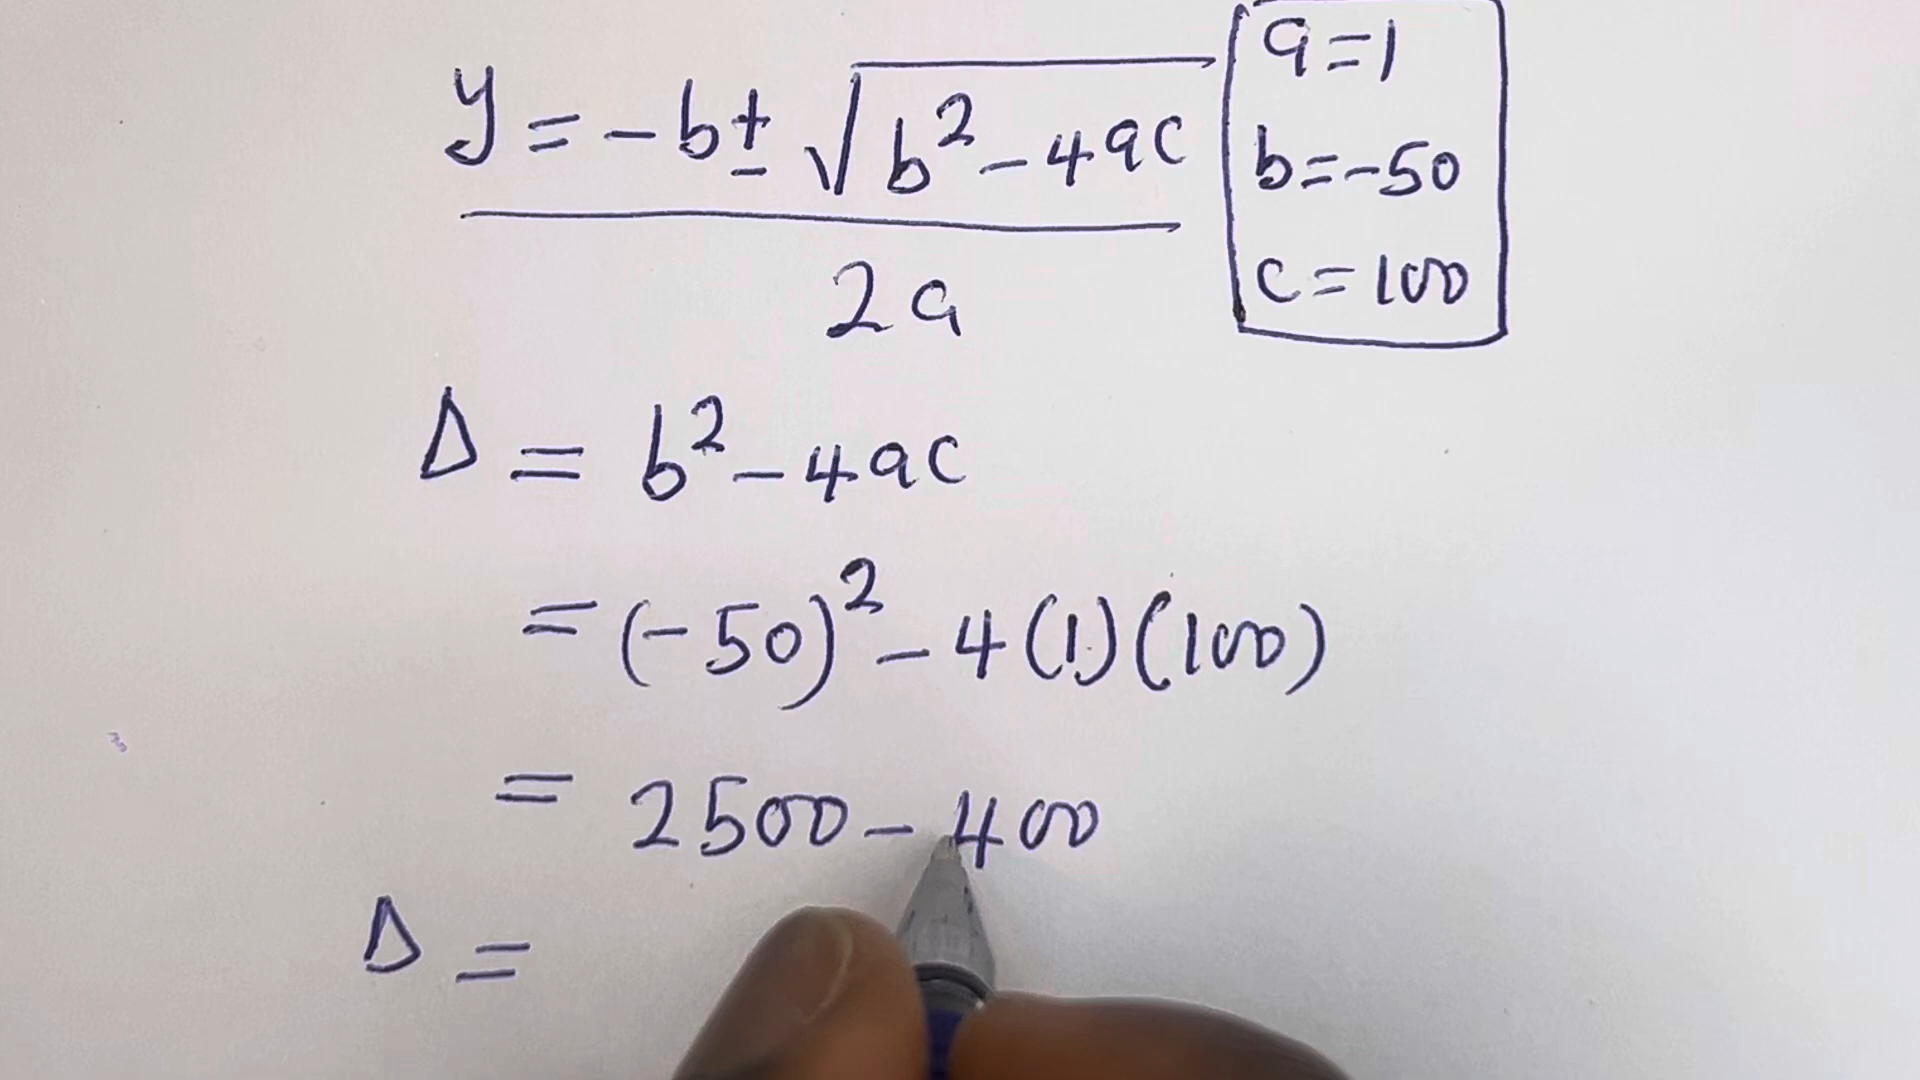 y = -b ± √b² - 4ac
2a
a = 1
b = -50
c = 100
Δ = b² - 4ac
= (-50)² - 4(1)(100)
= 2500 - 400
Δ =